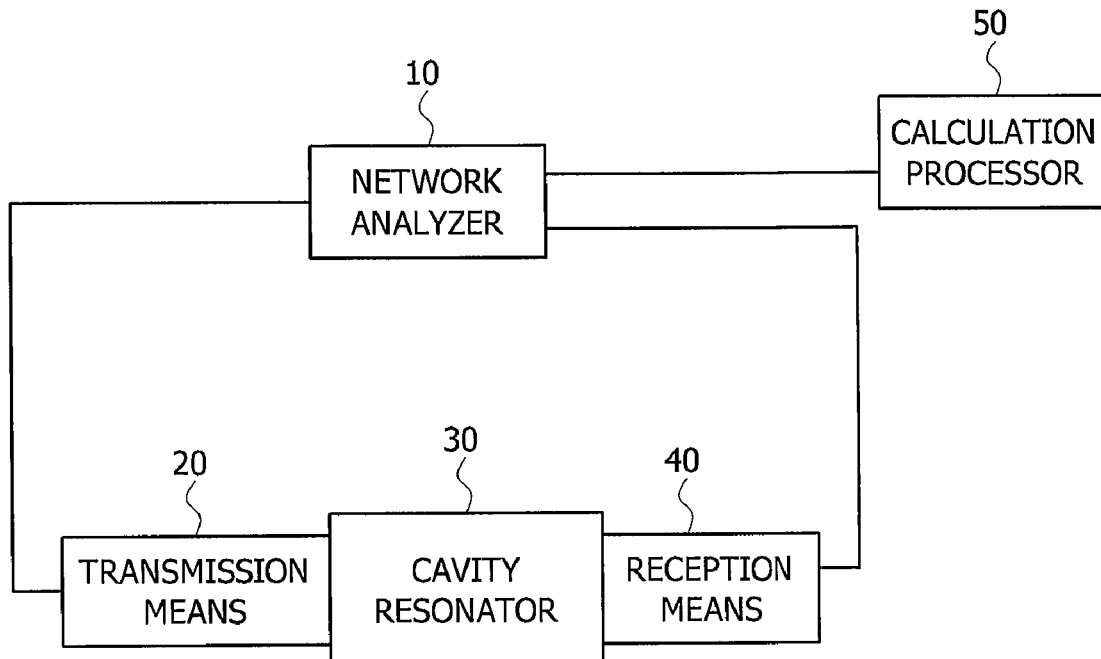 50
CALCULATION
PROCESSOR
10
NETWORK
ANALYZER
20
TRANSMISSION
MEANS
30
CAVITY
RESONATOR
40
RECEPTION
MEANS